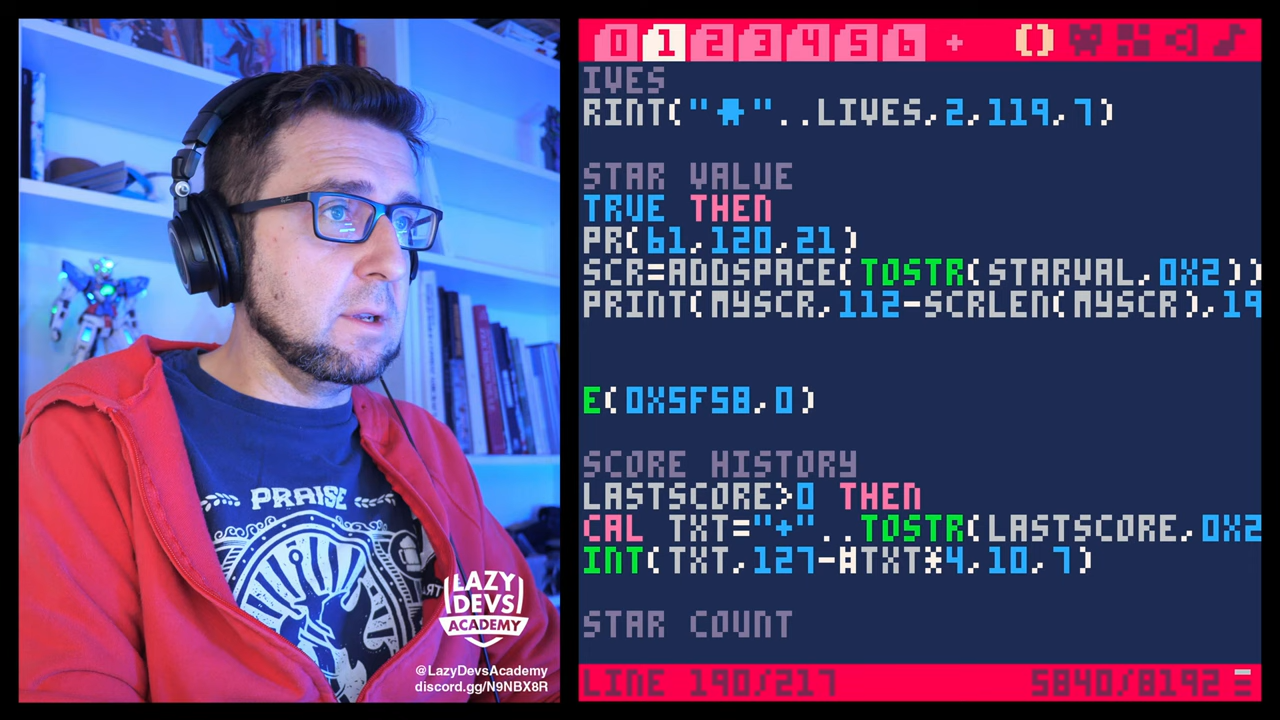 PRAISE
LAZY
DEVS
ACADEMY
@LazyDevsAcademy
discord.gg/N9NBX8R
0 1 2 3 4 5 6 + ()
IVES
RINT("🐱"..LIVES,2,119,7)
STAR VALUE
TRUE THEN
PR(61,120,21)
SCR=ADDSPACE(TOSTR(STARVAL,0X2))
PRINT(MYSCR,112-SCRLEN(MYSCR),19
E(0X5F58,0)
SCORE HISTORY
LASTSCORE>0 THEN
CAL TXT="+"..TOSTR(LASTSCORE,0X2
INT(TXT,127-#TXT*4,10,7)
STAR COUNT
LINE 190/217
5840/8192